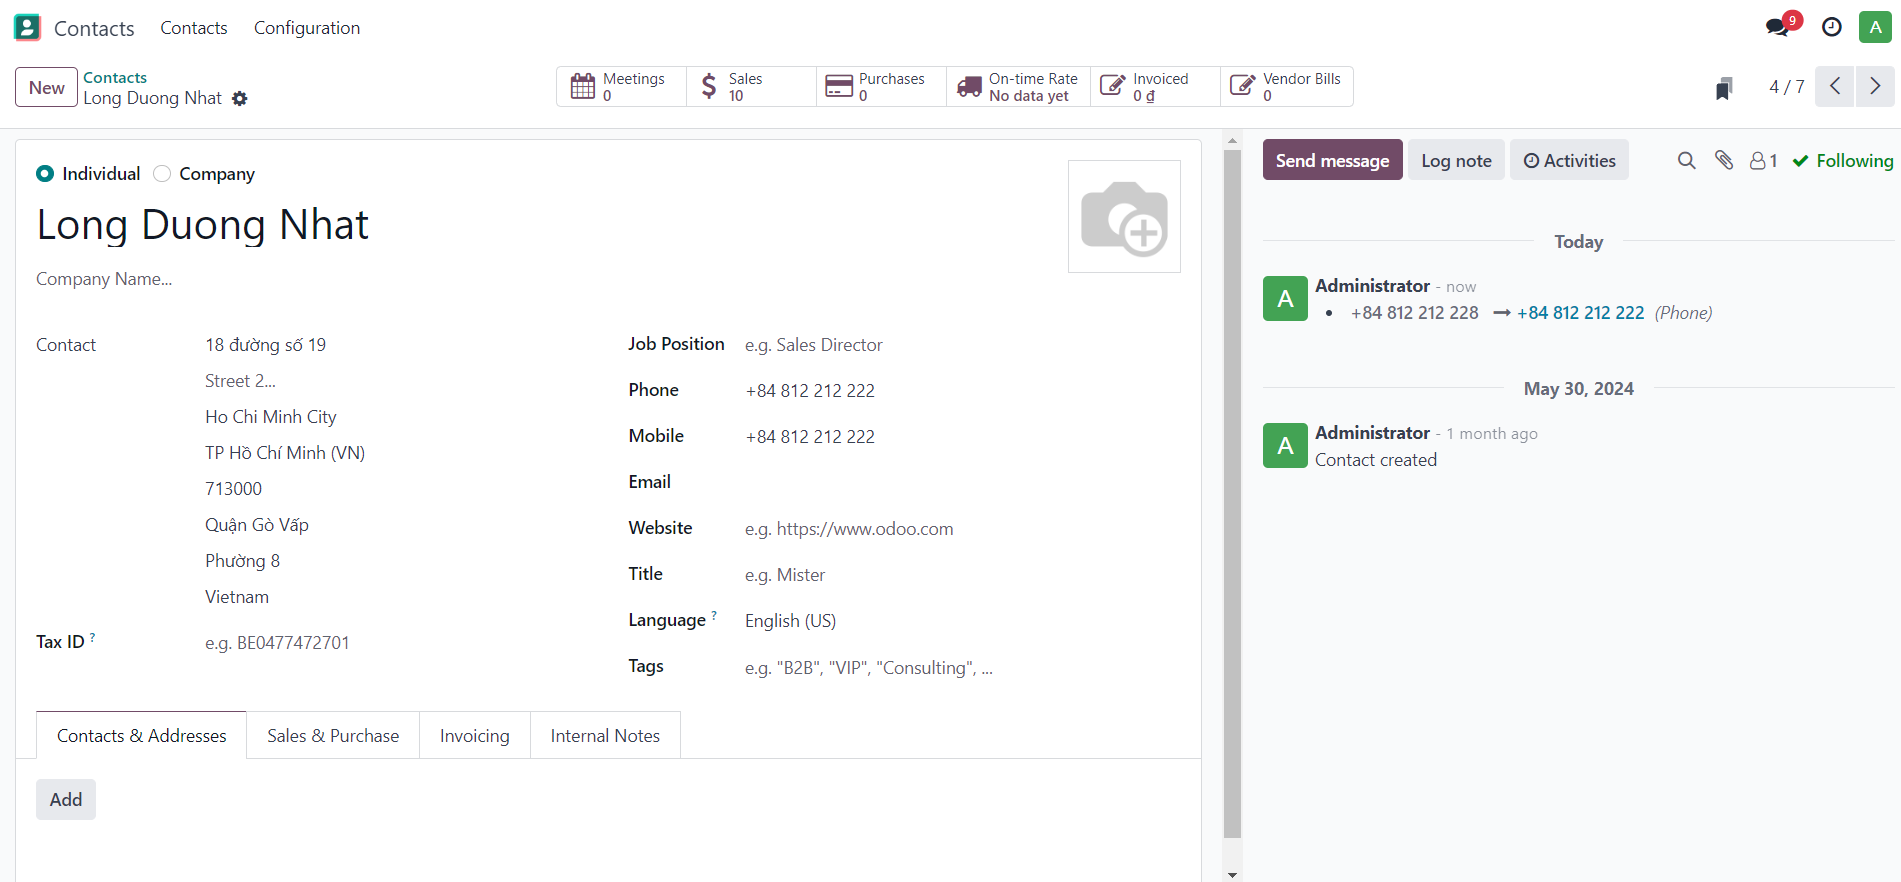 Contacts Contacts Configuration 9 A
New Contacts
Long Duong Nhat
Meetings 0
Sales 10
Purchases 0
On-time Rate No data yet
Invoiced 0 ₫
Vendor Bills 0
4 / 7
Individual Company
Long Duong Nhat
Company Name...
Contact 18 đường số 19
Street 2...
Ho Chi Minh City
TP Hồ Chí Minh (VN)
713000
Quận Gò Vấp
Phường 8
Vietnam
Tax ID ? e.g. BE0477472701
Job Position e.g. Sales Director
Phone +84 812 212 222
Mobile +84 812 212 222
Email
Website e.g. https://www.odoo.com
Title e.g. Mister
Language ? English (US)
Tags e.g. "B2B", "VIP", "Consulting", ...
Contacts & Addresses Sales & Purchase Invoicing Internal Notes
Add
Send message Log note Activities 1 Following
Today
A Administrator - now
• +84 812 212 228 → +84 812 212 222 (Phone)
May 30, 2024
A Administrator - 1 month ago
Contact created